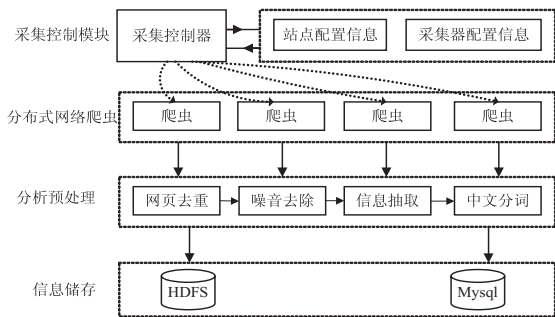 采集控制模块
采集控制器
站点配置信息
采集器配置信息
分布式网络爬虫
爬虫
爬虫
爬虫
爬虫
分析预处理
网页去重
噪音去除
信息抽取
中文分词
信息储存
HDFS
Mysql